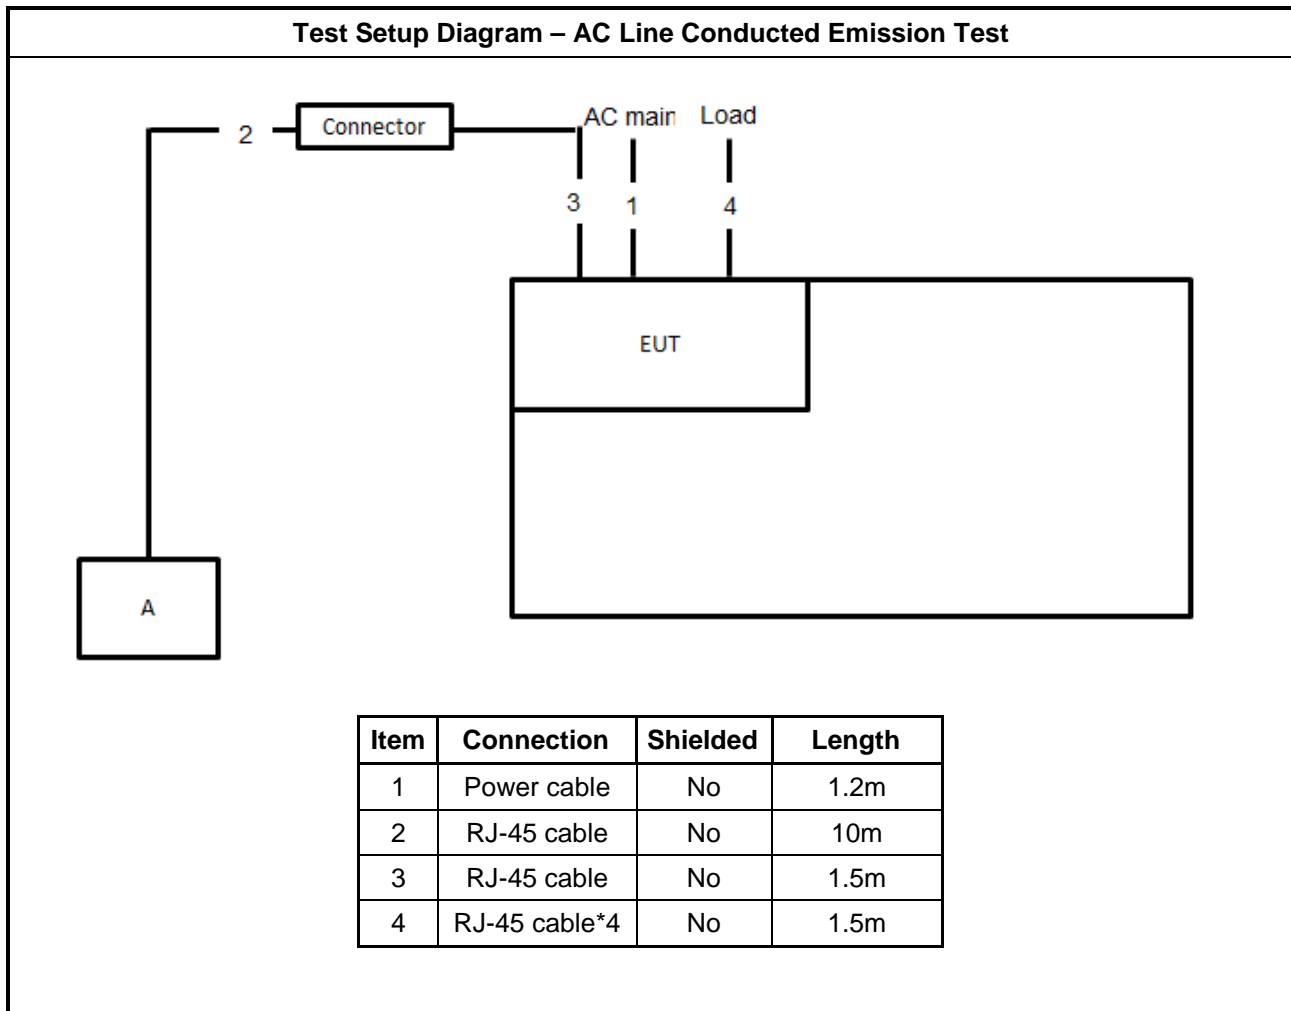 Test Setup Diagram – AC Line Conducted Emission Test
AC main Load
2 Connector
3 1 4
EUT
A
Item Connection Shielded Length
1 Power cable No 1.2m
2 RJ-45 cable No 10m
3 RJ-45 cable No 1.5m
4 RJ-45 cable*4 No 1.5m